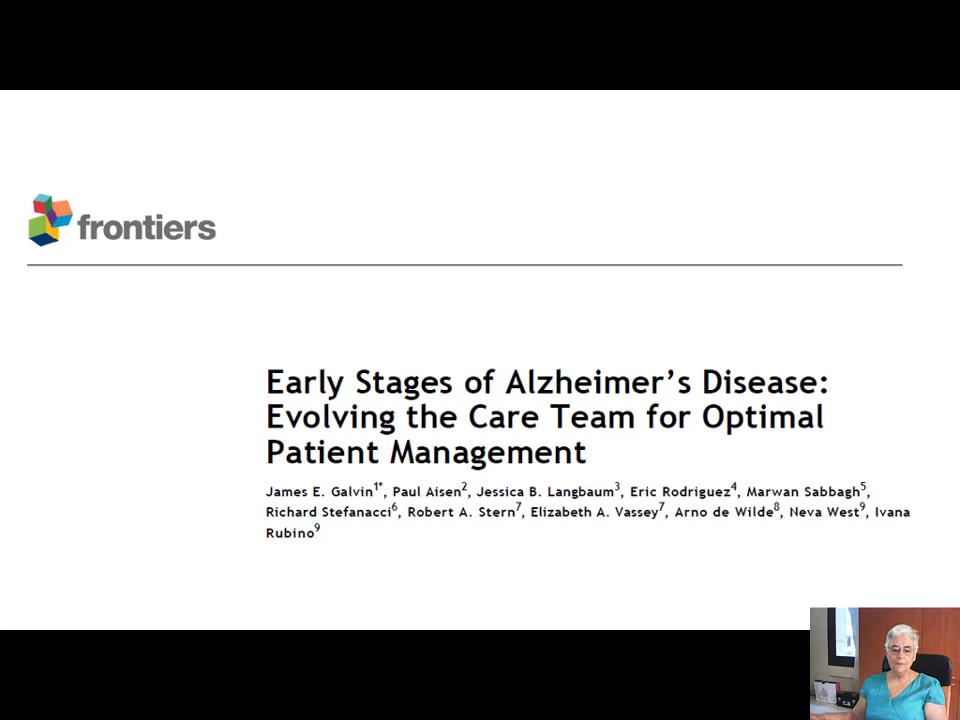 frontiers
Early Stages of Alzheimer's Disease:
Evolving the Care Team for Optimal
Patient Management
James E. Galvin1*, Paul Aisen2, Jessica B. Langbaum3, Eric Rodriguez4, Marwan Sabbagh5,
Richard Stefanacci6, Robert A. Stern7, Elizabeth A. Vassey7, Arno de Wilde8, Neva West9, Ivana
Rubino9